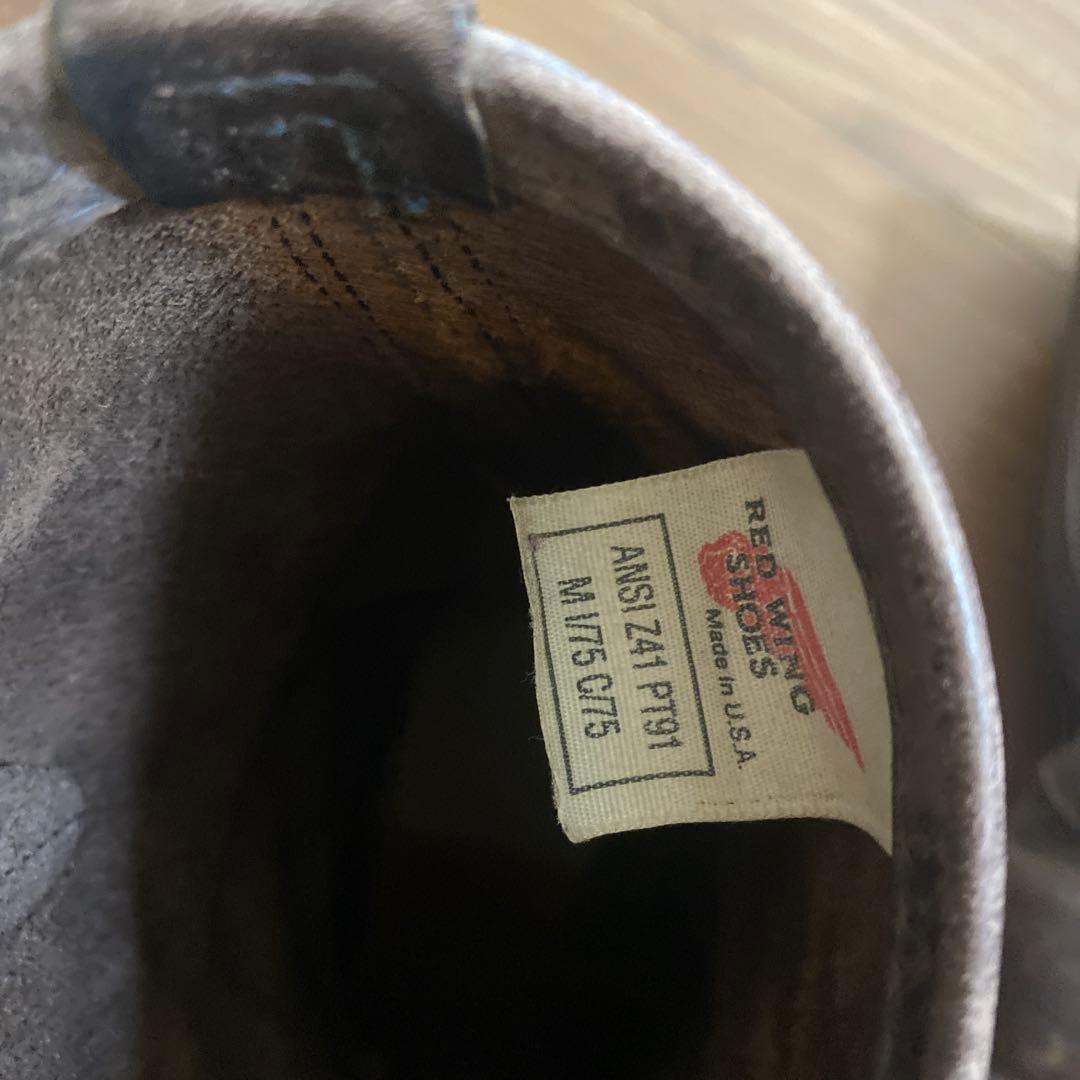 RED WING
SHOES
Made in U.S.A.
ANSI Z41 PT91
M I/75 C/75